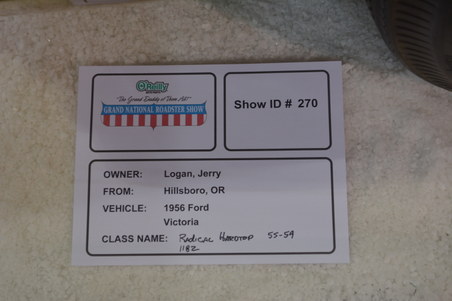 O'Reilly
"The Grand Daddy of Them All"
GRAND NATIONAL ROADSTER SHOW
Show ID # 270
OWNER: Logan, Jerry
FROM: Hillsboro, OR
VEHICLE: 1956 Ford
Victoria
CLASS NAME: Radical Hardtop 55-59
1182